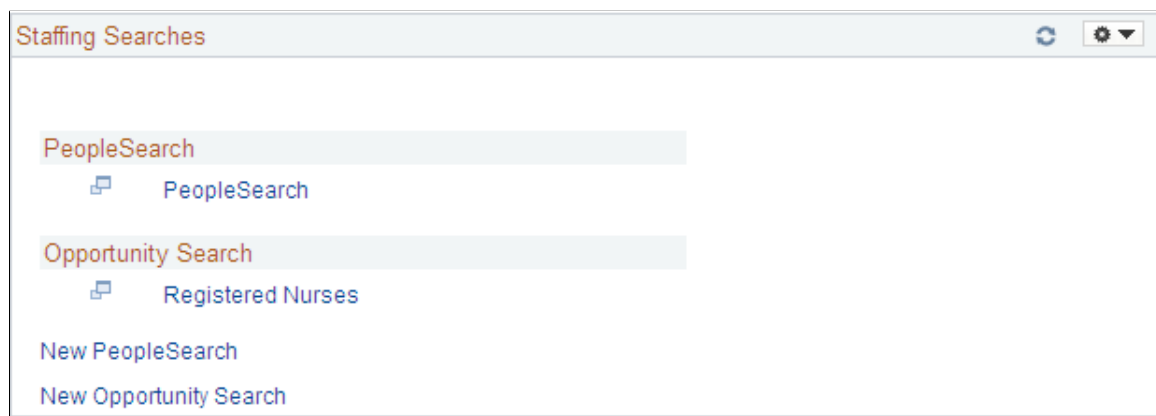 Staffing Searches
PeopleSearch
PeopleSearch
Opportunity Search
Registered Nurses
New PeopleSearch
New Opportunity Search